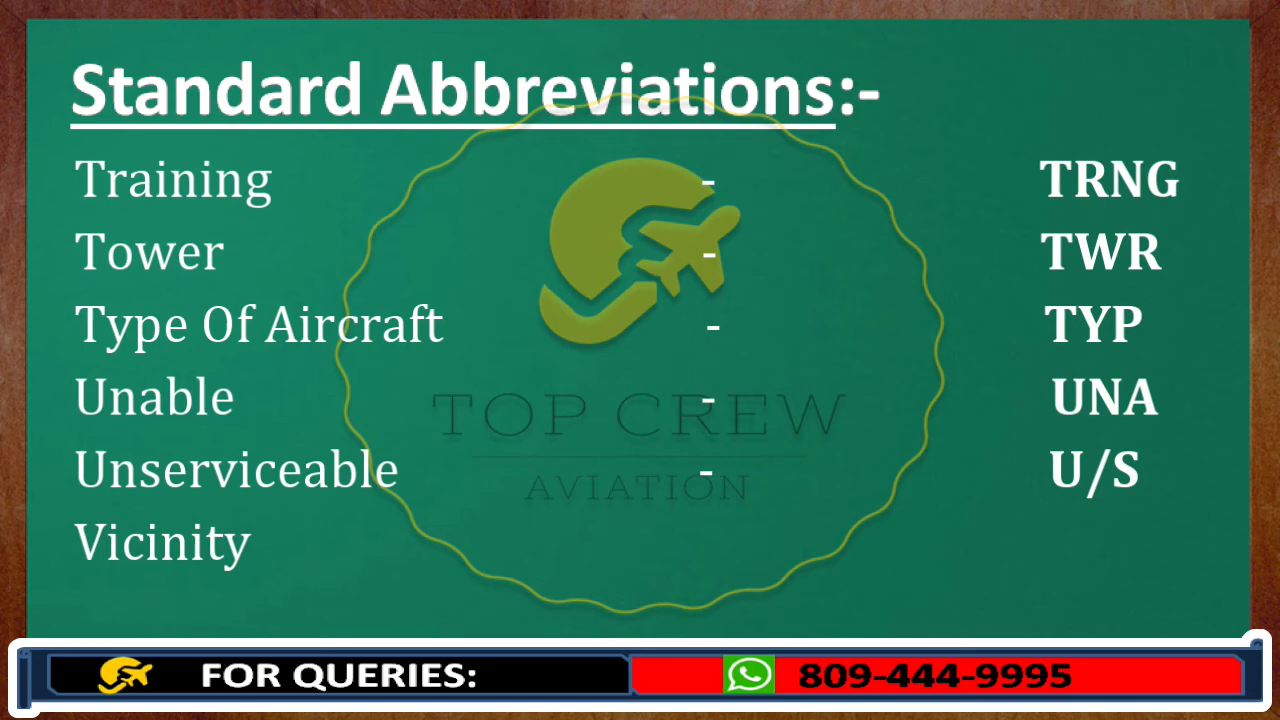 Standard Abbreviations:-
Training - TRNG
Tower - TWR
Type Of Aircraft - TYP
Unable - UNA
Unserviceable - U/S
Vicinity
TOP CREW
AVIATION
FOR QUERIES: 809-444-9995